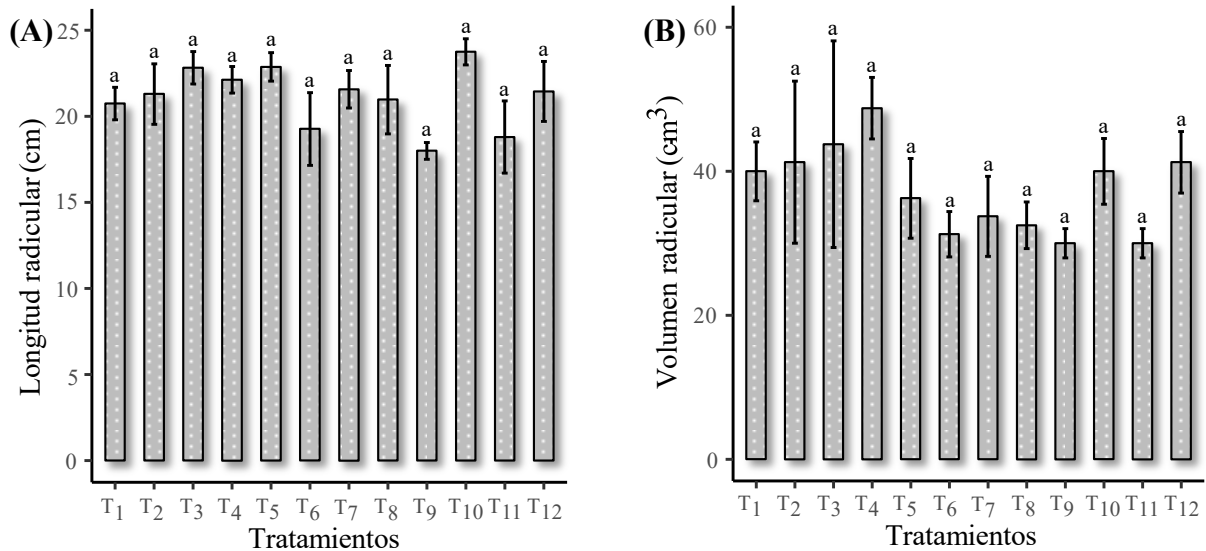 (A)
Longitud radicular (cm)
25
20
15
10
5
0
a a a a a a a a a a a a
T1 T2 T3 T4 T5 T6 T7 T8 T9 T10 T11 T12
Tratamientos
(B)
Volumen radicular (cm³)
60
40
20
0
a a a a a a a a a a a a
T1 T2 T3 T4 T5 T6 T7 T8 T9 T10 T11 T12
Tratamientos